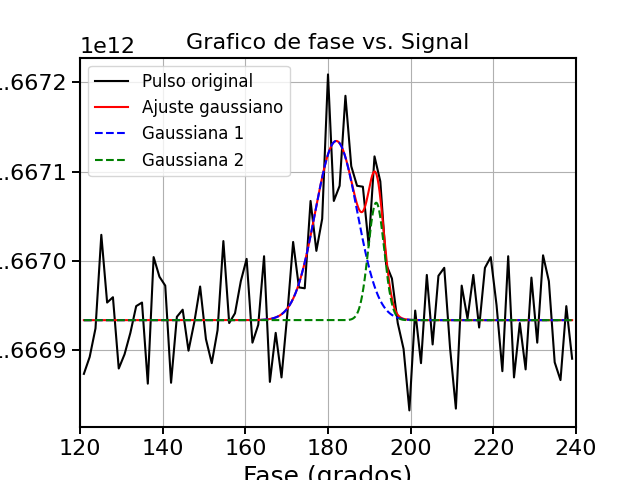 1e12
Grafico de fase vs. Signal
Pulso original
Ajuste gaussiano
Gaussiana 1
Gaussiana 2
.6672
.6671
.6670
.6669
120 140 160 180 200 220 240
Fase (grados)